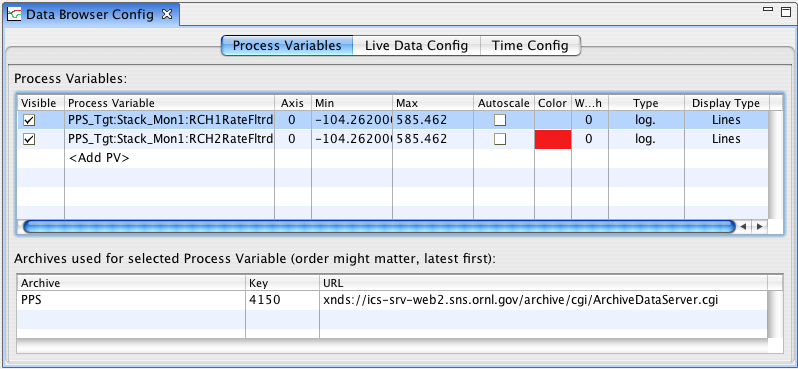 Data Browser Config
Process Variables Live Data Config Time Config
Process Variables:
Visible Process Variable Axis Min Max Autoscale Color W...h Type Display Type
PPS_Tgt:Stack_Mon1:RCH1RateFltrd 0 -104.262000 585.462 0 log. Lines
PPS_Tgt:Stack_Mon1:RCH2RateFltrd 0 -104.262000 585.462 0 log. Lines
<Add PV>
Archives used for selected Process Variable (order might matter, latest first):
Archive Key URL
PPS 4150 xnds://ics-srv-web2.sns.ornl.gov/archive/cgi/ArchiveDataServer.cgi